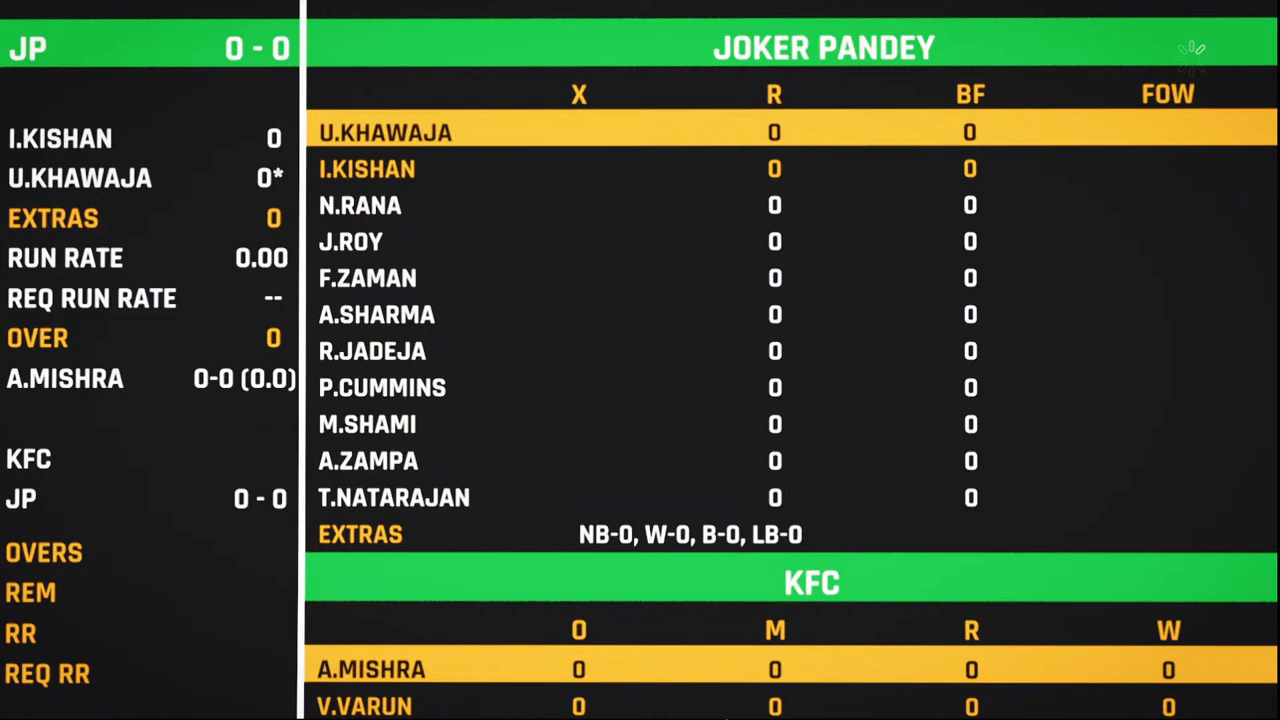 JP 0 - 0
I.KISHAN 0
U.KHAWAJA 0*
EXTRAS 0
RUN RATE 0.00
REQ RUN RATE --
OVER 0
A.MISHRA 0-0 (0.0)
KFC
JP 0 - 0
OVERS
REM
RR
REQ RR
JOKER PANDEY
X R BF FOW
U.KHAWAJA 0 0
I.KISHAN 0 0
N.RANA 0 0
J.ROY 0 0
F.ZAMAN 0 0
A.SHARMA 0 0
R.JADEJA 0 0
P.CUMMINS 0 0
M.SHAMI 0 0
A.ZAMPA 0 0
T.NATARAJAN 0 0
EXTRAS NB-0, W-0, B-0, LB-0
KFC
O M R W
A.MISHRA 0 0 0 0
V.VARUN 0 0 0 0